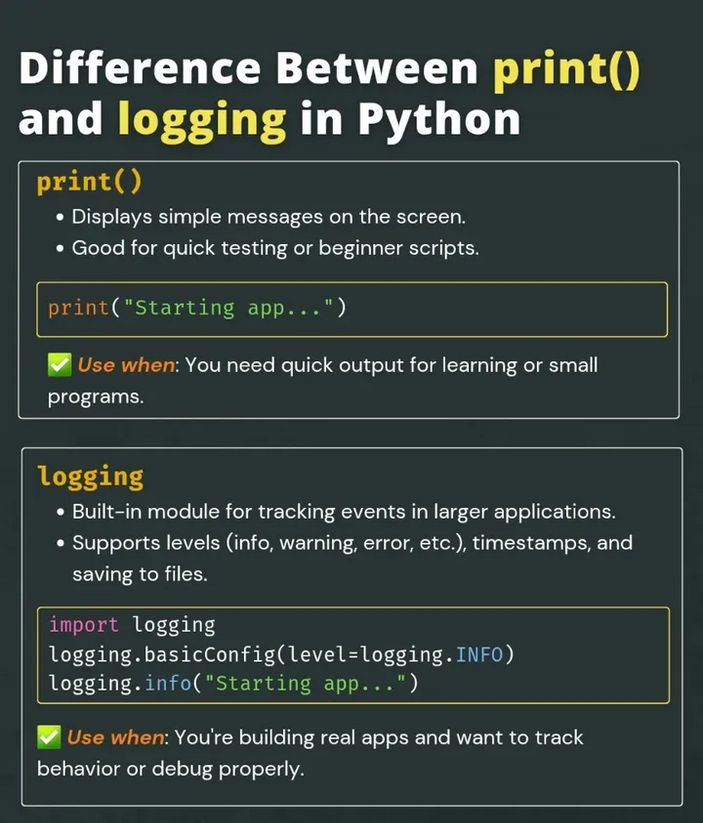 Difference Between print()
and logging in Python
print()
• Displays simple messages on the screen.
• Good for quick testing or beginner scripts.
print("Starting app...")
✅ Use when: You need quick output for learning or small
programs.
logging
• Built-in module for tracking events in larger applications.
• Supports levels (info, warning, error, etc.), timestamps, and
saving to files.
import logging
logging.basicConfig(level=logging.INFO)
logging.info("Starting app...")
✅ Use when: You're building real apps and want to track
behavior or debug properly.